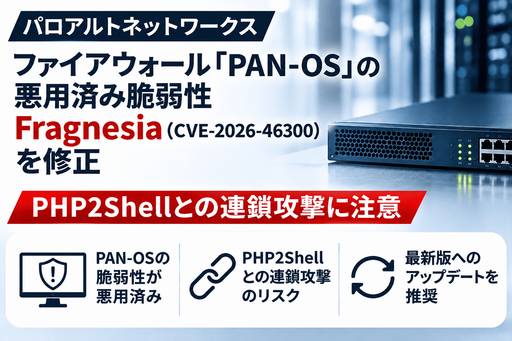 パロアルトネットワークス
ファイアウォール「PAN-OS」の
悪用済み脆弱性
Fragnesia（CVE-2026-46300）
を修正
PHP2Shellとの連鎖攻撃に注意
PAN-OSの
脆弱性が
悪用済み
PHP2Shell
との連鎖攻撃
のリスク
最新版への
アップデートを
推奨